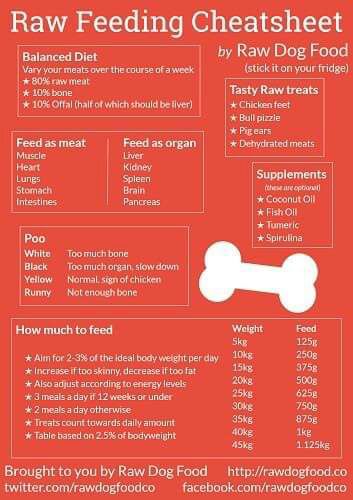 Raw Feeding Cheatsheet
by Raw Dog Food
(stick it on your fridge)
Balanced Diet
Vary your meats over the course of a week
★ 80% raw meat
★ 10% bone
★ 10% Offal (half of which should be liver)
Tasty Raw treats
★ Chicken feet
★ Bull pizzle
★ Pig ears
★ Dehydrated meats
Feed as meat
Muscle
Heart
Lungs
Stomach
Intestines
Feed as organ
Liver
Kidney
Spleen
Brain
Pancreas
Supplements
(these are optional)
★ Coconut Oil
★ Fish Oil
★ Tumeric
★ Spirulina
Poo
White Too much bone
Black Too much organ, slow down
Yellow Normal, sign of chicken
Runny Not enough bone
How much to feed
★ Aim for 2-3% of the ideal body weight per day
★ Increase if too skinny, decrease if too fat
★ Also adjust according to energy levels
★ 3 meals a day if 12 weeks or under
★ 2 meals a day otherwise
★ Treats count towards daily amount
★ Table based on 2.5% of bodyweight
Weight Feed
5kg 125g
10kg 250g
15kg 375g
20kg 500g
25kg 625g
30kg 750g
35kg 875g
40kg 1kg
45kg 1.125kg
Brought to you by Raw Dog Food http://rawdogfood.co
twitter.com/rawdogfoodco facebook.com/rawdogfood.co